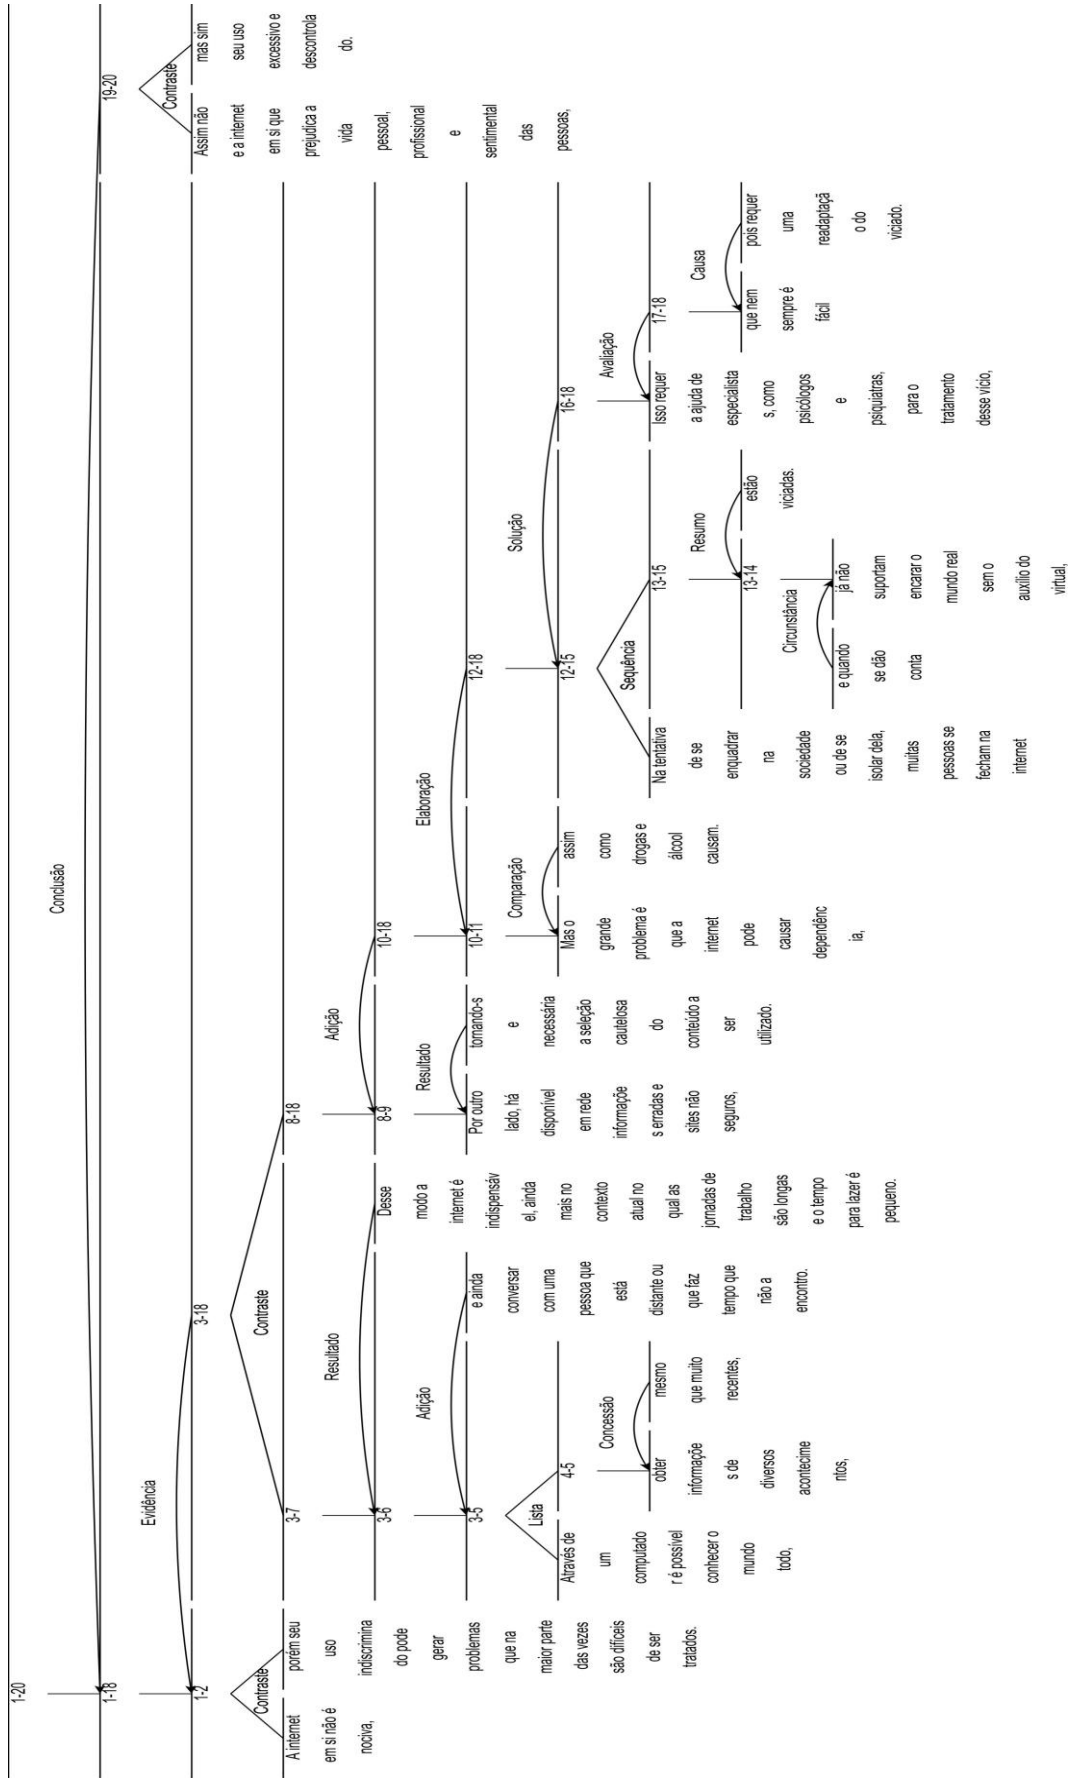 1-20
Conclusão
1-18
19-20
Evidência
Contraste
1-2
3-18
Assim não
e a internet
em si que
prejudica a
vida
pessoal,
profissional
e
sentimental
das
pessoas,
mas sim
seu uso
excessivo e
descontrola
do.
Contraste
Contraste
A internet
em si não é
nociva,
porém seu
uso
indiscrimina
do pode
gerar
problemas
que na
maior parte
das vezes
são difíceis
de ser
tratados.
3-7
8-18
Resultado
Adição
3-6
Desse
modo a
internet é
indispensáv
el, ainda
mais no
contexto
atual no
qual as
jornadas de
trabalho
são longas
e o tempo
para lazer é
pequeno.
8-9
10-18
Adição
Resultado
Elaboração
3-5
e ainda
conversar
com uma
pessoa que
está
distante ou
que faz
tempo que
não a
encontro.
Por outro
lado, há
disponível
em rede
informaçõe
s erradas e
sites não
seguros,
tornando-s
e
necessária
a seleção
cautelosa
do
conteúdo a
ser
utilizado.
10-11
12-18
Lista
Comparação
Solução
Através de
um
computado
r é possível
conhecer o
mundo
todo,
4-5
Mas o
grande
problema é
que a
internet
pode
causar
dependênc
ia,
assim
como
drogas e
álcool
causam.
12-15
16-18
Concessão
Sequência
Avaliação
obter
informaçõe
s de
diversos
acontecime
ntos,
mesmo
que muito
recentes,
Na tentativa
de se
enquadrar
na
sociedade
ou de se
isolar dela,
muitas
pessoas se
fecham na
internet
13-15
Isso requer
a ajuda de
especialista
s, como
psicólogos
e
psiquiatras,
para o
tratamento
desse vício,
17-18
Resumo
Causa
13-14
estão
viciadas.
que nem
sempre é
fácil
pois requer
uma
readaptaçã
o do
viciado.
Circunstância
e quando
se dão
conta
já não
suportam
encarar o
mundo real
sem o
auxílio do
virtual,